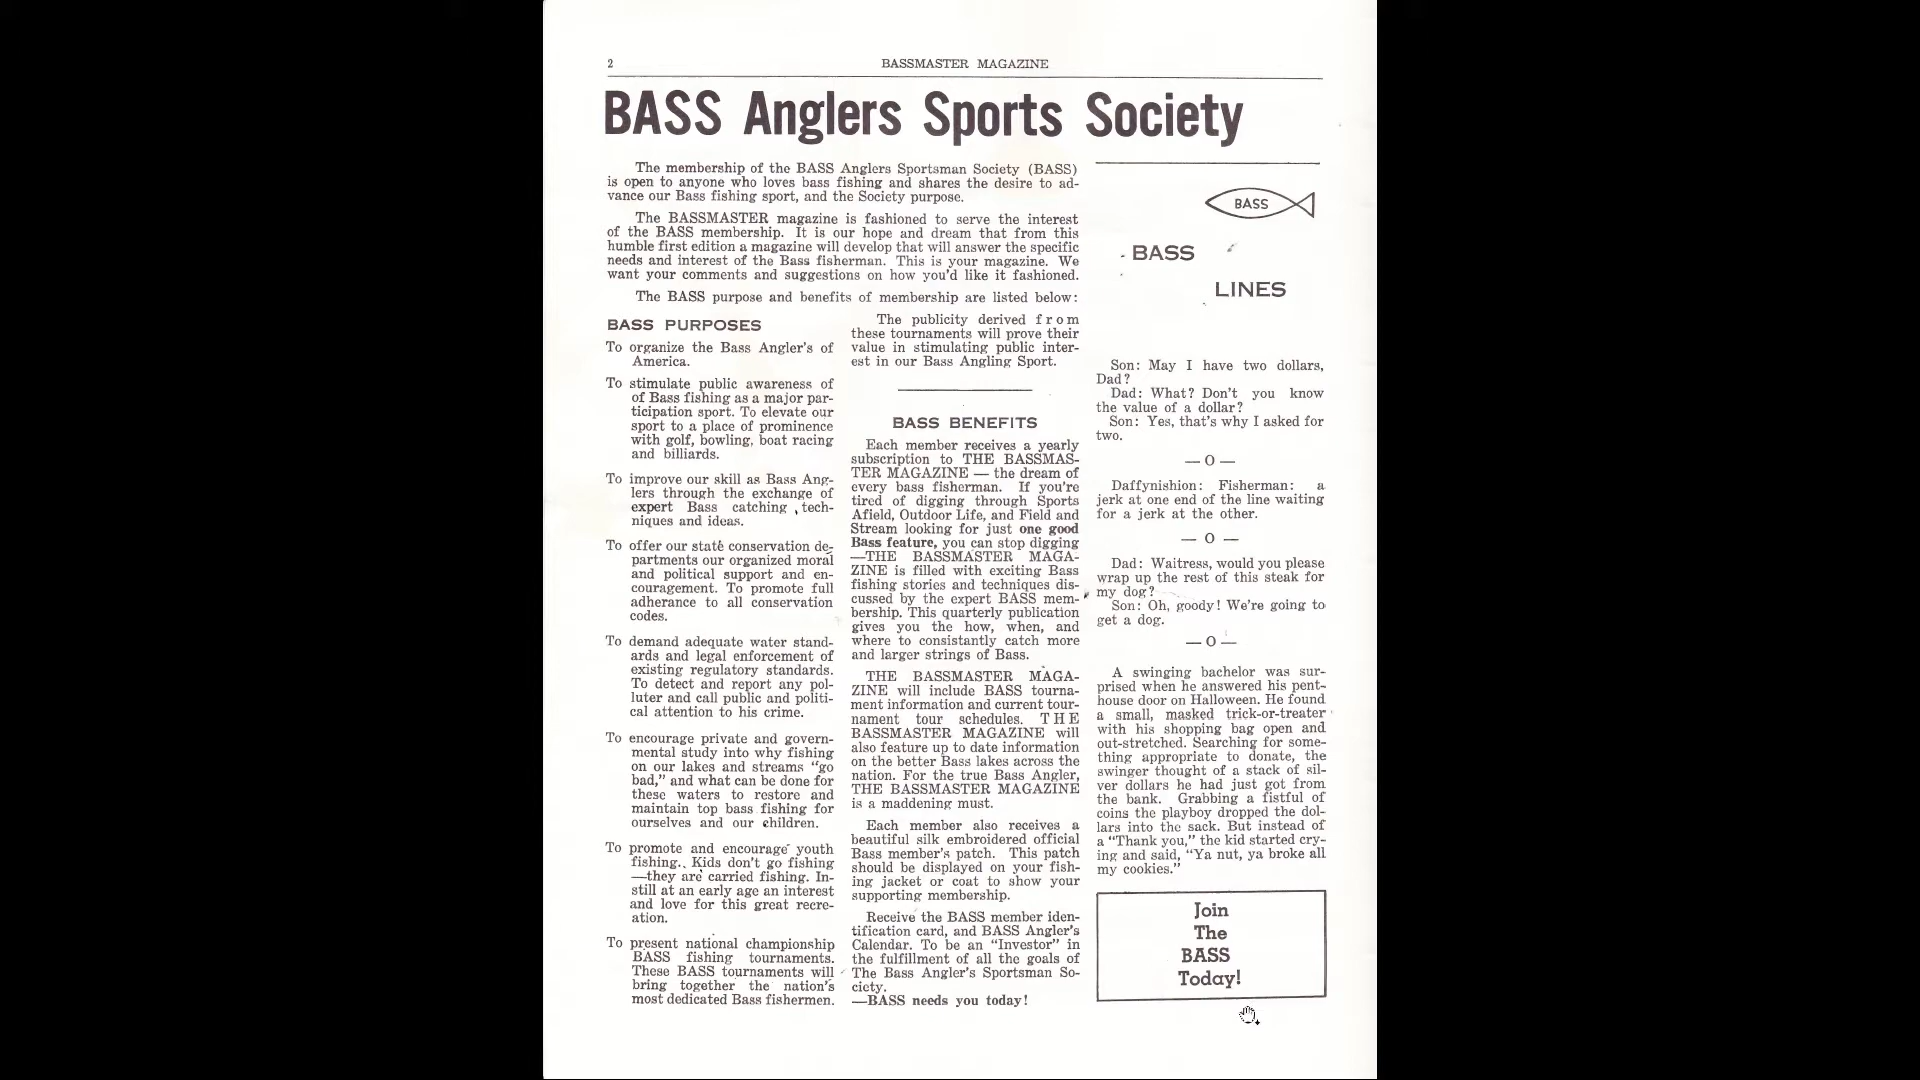 2
BASSMASTER MAGAZINE
BASS Anglers Sports Society
The membership of the BASS Anglers Sportsman Society (BASS)
is open to anyone who loves bass fishing and shares the desire to ad-
vance our Bass fishing sport, and the Society purpose.
The BASSMASTER magazine is fashioned to serve the interest
of the BASS membership. It is our hope and dream that from this
humble first edition a magazine will develop that will answer the specific
needs and interest of the Bass fisherman. This is your magazine. We
want your comments and suggestions on how you'd like it fashioned.
The BASS purpose and benefits of membership are listed below:
BASS PURPOSES
To organize the Bass Angler's of
America.
To stimulate public awareness of
of Bass fishing as a major par-
ticipation sport. To elevate our
sport to a place of prominence
with golf, bowling, boat racing
and billiards.
To improve our skill as Bass Ang-
lers through the exchange of
expert Bass catching tech-
niques and ideas.
To offer our state conservation de-
partments our organized moral
and political support and en-
couragement. To promote full
adherance to all conservation
codes.
To demand adequate water stand-
ards and legal enforcement of
existing regulatory standards.
To detect and report any pol-
luter and call public and politi-
cal attention to his crime.
To encourage private and govern-
mental study into why fishing
on our lakes and streams "go
bad," and what can be done for
these waters to restore and
maintain top bass fishing for
ourselves and our children.
To promote and encourage youth
fishing. Kids don't go fishing
—they are carried fishing. In-
still at an early age an interest
and love for this great recre-
ation.
To present national championship
BASS fishing tournaments.
These BASS tournaments will
bring together the nation's
most dedicated Bass fishermen.
The publicity derived from
these tournaments will prove their
value in stimulating public inter-
est in our Bass Angling Sport.
BASS BENEFITS
Each member receives a yearly
subscription to THE BASSMAS-
TER MAGAZINE — the dream of
every bass fisherman. If you're
tired of digging through Sports
Afield, Outdoor Life, and Field and
Stream looking for just one good
Bass feature, you can stop digging
—THE BASSMASTER MAGA-
ZINE is filled with exciting Bass
fishing stories and techniques dis-
cussed by the expert BASS mem-
bership. This quarterly publication
gives you the how, when, and
where to consistantly catch more
and larger strings of Bass.
THE BASSMASTER MAGA-
ZINE will include BASS tourna-
ment information and current tour-
nament tour schedules. THE
BASSMASTER MAGAZINE will
also feature up to date information
on the better Bass lakes across the
nation. For the true Bass Angler,
THE BASSMASTER MAGAZINE
is a maddening must.
Each member also receives a
beautiful silk embroidered official
Bass member's patch. This patch
should be displayed on your fish-
ing jacket or coat to show your
supporting membership.
Receive the BASS member iden-
tification card, and BASS Angler's
Calendar. To be an "Investor" in
the fulfillment of all the goals of
The Bass Angler's Sportsman So-
ciety.
—BASS needs you today!
BASS
BASS
LINES
Son: May I have two dollars,
Dad?
Dad: What? Don't you know
the value of a dollar?
Son: Yes, that's why I asked for
two.
— O —
Daffynishion: Fisherman: a
jerk at one end of the line waiting
for a jerk at the other.
— O —
Dad: Waitress, would you please
wrap up the rest of this steak for
my dog?
Son: Oh, goody! We're going to
get a dog.
— O —
A swinging bachelor was sur-
prised when he answered his pent-
house door on Halloween. He found
a small, masked trick-or-treater
with his shopping bag open and
out-stretched. Searching for some-
thing appropriate to donate, the
swinger thought of a stack of sil-
ver dollars he had just got from
the bank. Grabbing a fistful of
coins the playboy dropped the dol-
lars into the sack. But instead of
a "Thank you," the kid started cry-
ing and said, "Ya nut, ya broke all
my cookies."
Join
The
BASS
Today!